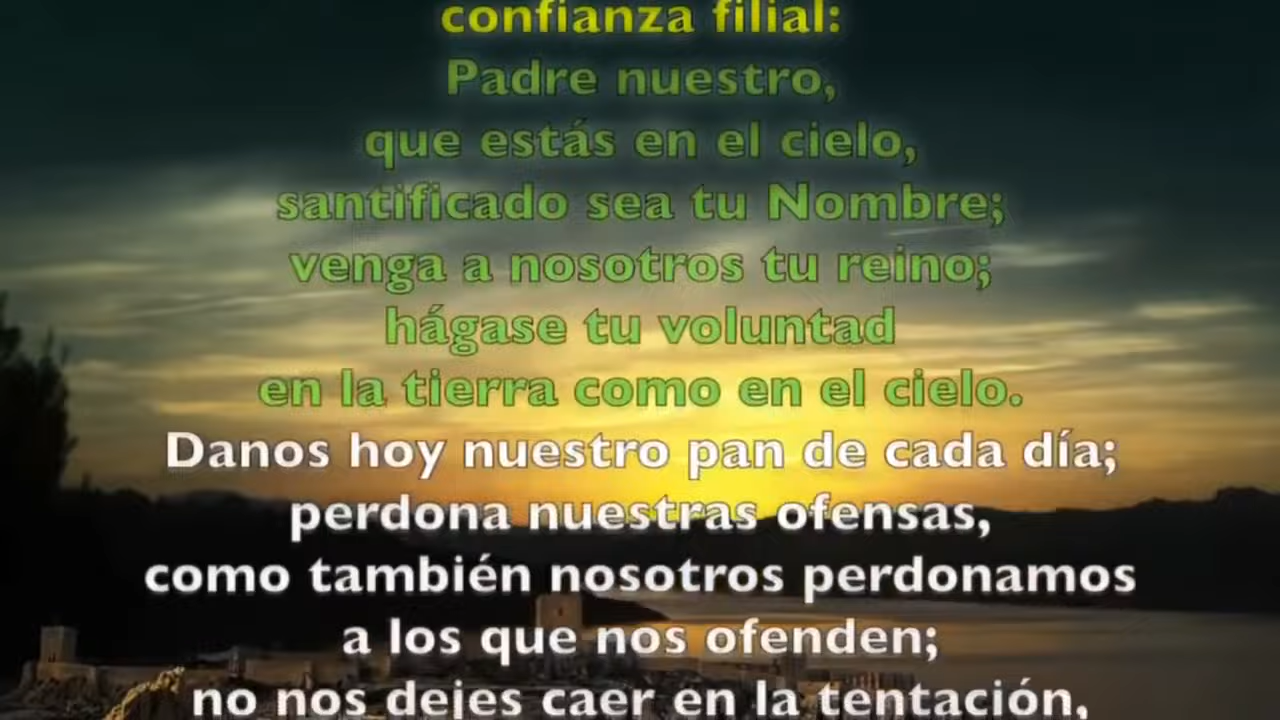 confianza filial:
Padre nuestro,
que estás en el cielo,
santificado sea tu Nombre;
venga a nosotros tu reino;
hágase tu voluntad
en la tierra como en el cielo.
Danos hoy nuestro pan de cada día;
perdona nuestras ofensas,
como también nosotros perdonamos
a los que nos ofenden;
no nos dejes caer en la tentación,